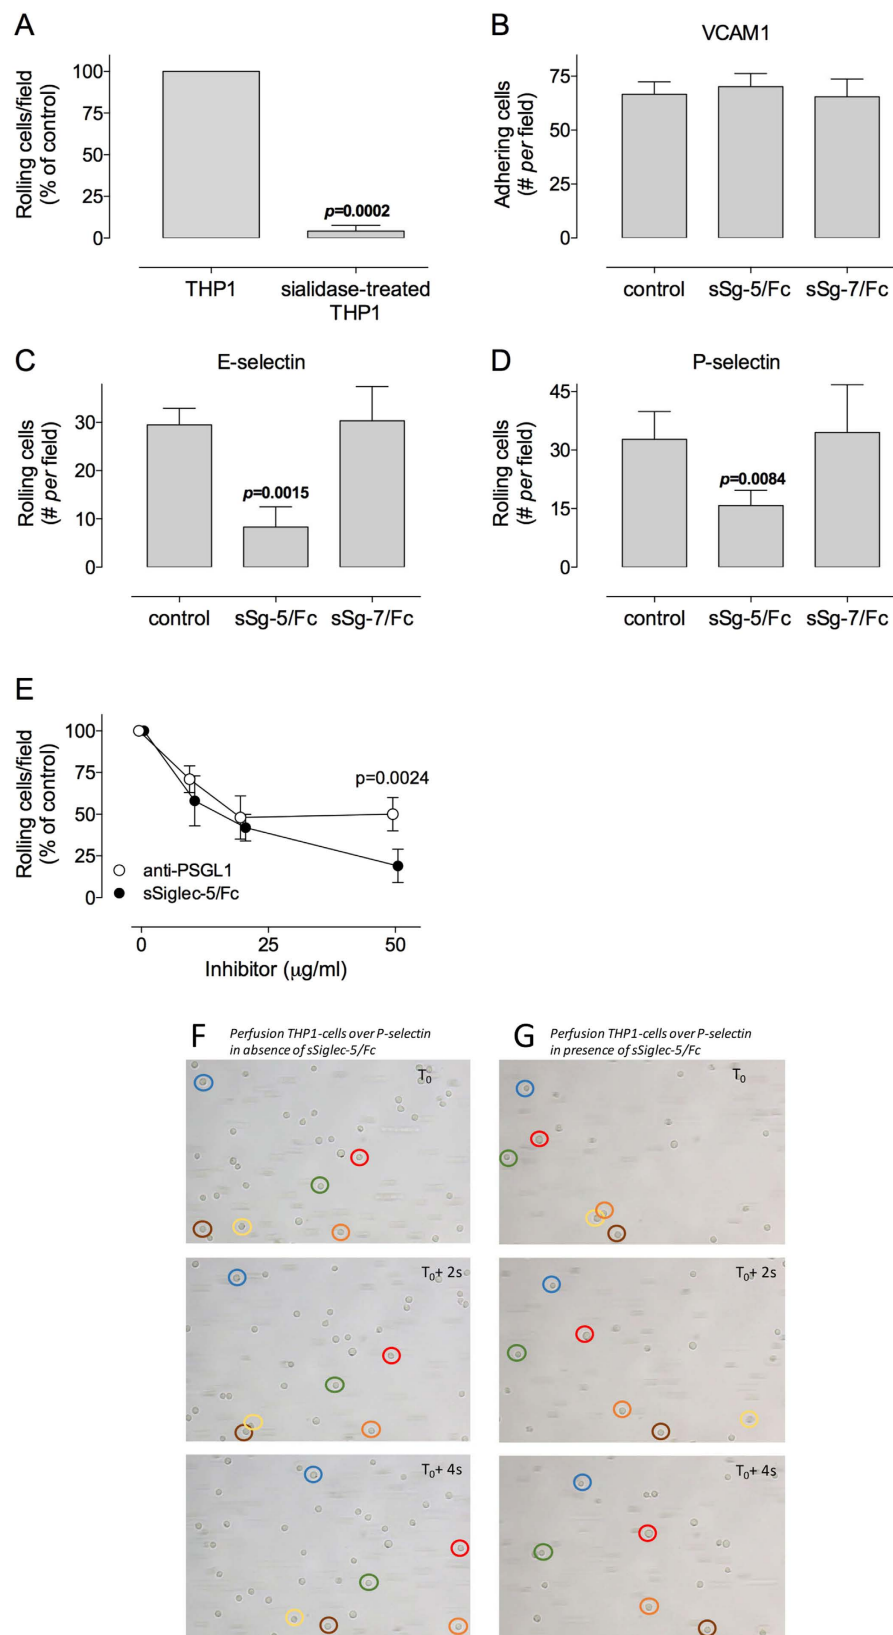 A
Rolling cells/field
(% of control)
100
75
50
25
0
p=0.0002
THP1
sialidase-treated
THP1
B
VCAM1
Adhering cells
(# per field)
75
50
25
0
control
sSg-5/Fc
sSg-7/Fc
C
E-selectin
Rolling cells
(# per field)
30
20
10
0
p=0.0015
control
sSg-5/Fc
sSg-7/Fc
D
P-selectin
Rolling cells
(# per field)
45
30
15
0
p=0.0084
control
sSg-5/Fc
sSg-7/Fc
E
Rolling cells/field
(% of control)
100
75
50
25
0
p=0.0024
anti-PSGL1
sSiglec-5/Fc
0
25
50
Inhibitor (μg/ml)
F
Perfusion THP1-cells over P-selectin
in absence of sSiglec-5/Fc
T0
T0+ 2s
T0+ 4s
G
Perfusion THP1-cells over P-selectin
in presence of sSiglec-5/Fc
T0
T0+ 2s
T0+ 4s